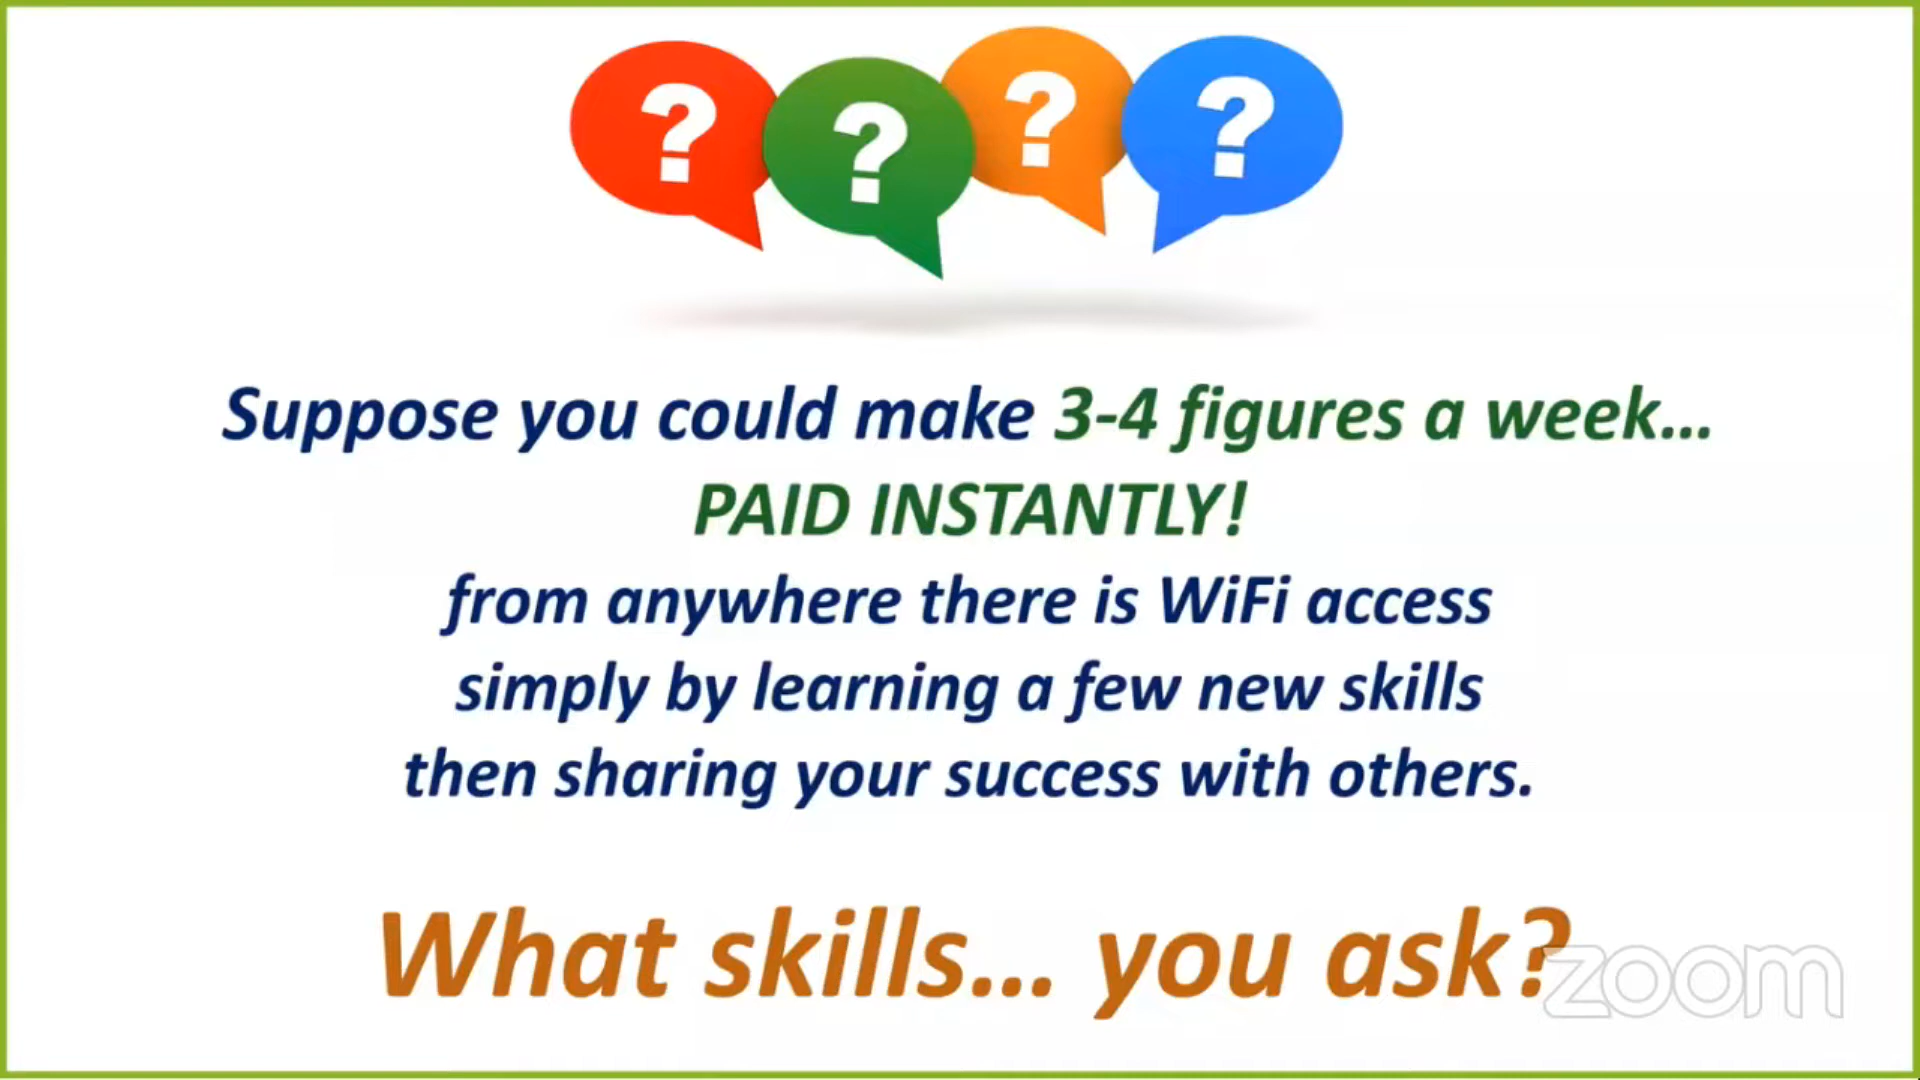 ? ? ? ?
Suppose you could make 3-4 figures a week...
PAID INSTANTLY!
from anywhere there is WiFi access
simply by learning a few new skills
then sharing your success with others.
What skills... you ask?
zoom